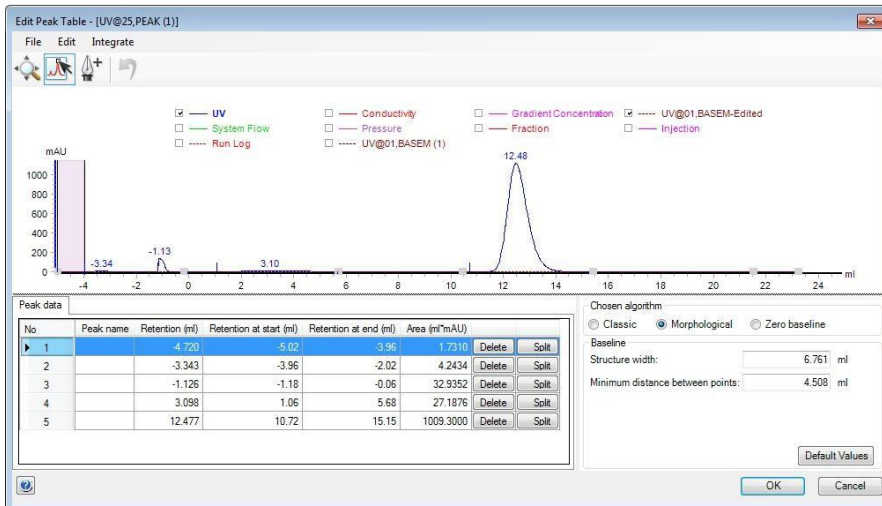 Edit Peak Table - [UV@25,PEAK (1)]
File Edit Integrate
UV Conductivity Gradient Concentration UV@01,BASEM-Edited
System Flow Pressure Fraction Injection
Run Log UV@01,BASEM (1)
mAU
12.48
1000
800
600
400
200
0
-3.34 -1.13 3.10
-4 -2 0 2 4 6 8 10 12 14 16 18 20 22 24 ml
Peak data
No Peak name Retention (ml) Retention at start (ml) Retention at end (ml) Area (ml*mAU)
1 -4.720 -5.02 -3.96 1.7310 Delete Split
2 -3.343 -3.96 -2.02 4.2434 Delete Split
3 -1.126 -1.18 -0.06 32.9352 Delete Split
4 3.098 1.06 5.68 27.1876 Delete Split
5 12.477 10.72 15.15 1009.3000 Delete Split
Chosen algorithm
Classic Morphological Zero baseline
Baseline
Structure width: 6.761 ml
Minimum distance between points: 4.508 ml
Default Values
OK Cancel